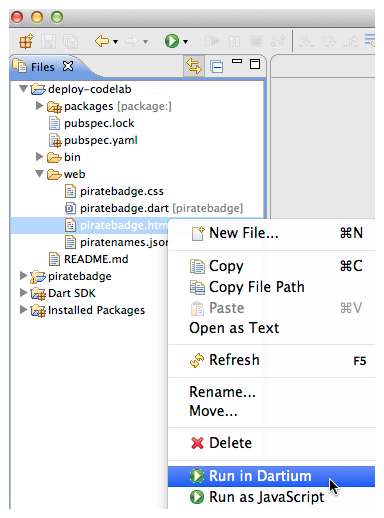 Files
deploy-codelab
packages [package:]
pubspec.lock
pubspec.yaml
bin
web
piratebadge.css
piratebadge.dart [piratebadge]
piratebadge.htm
piratenames.json
README.md
piratebadge
Dart SDK
Installed Packages
New File... ⌘N
Copy ⌘C
Copy File Path
Paste ⌘V
Open as Text
Refresh F5
Rename...
Move...
Delete
Run in Dartium
Run as JavaScript